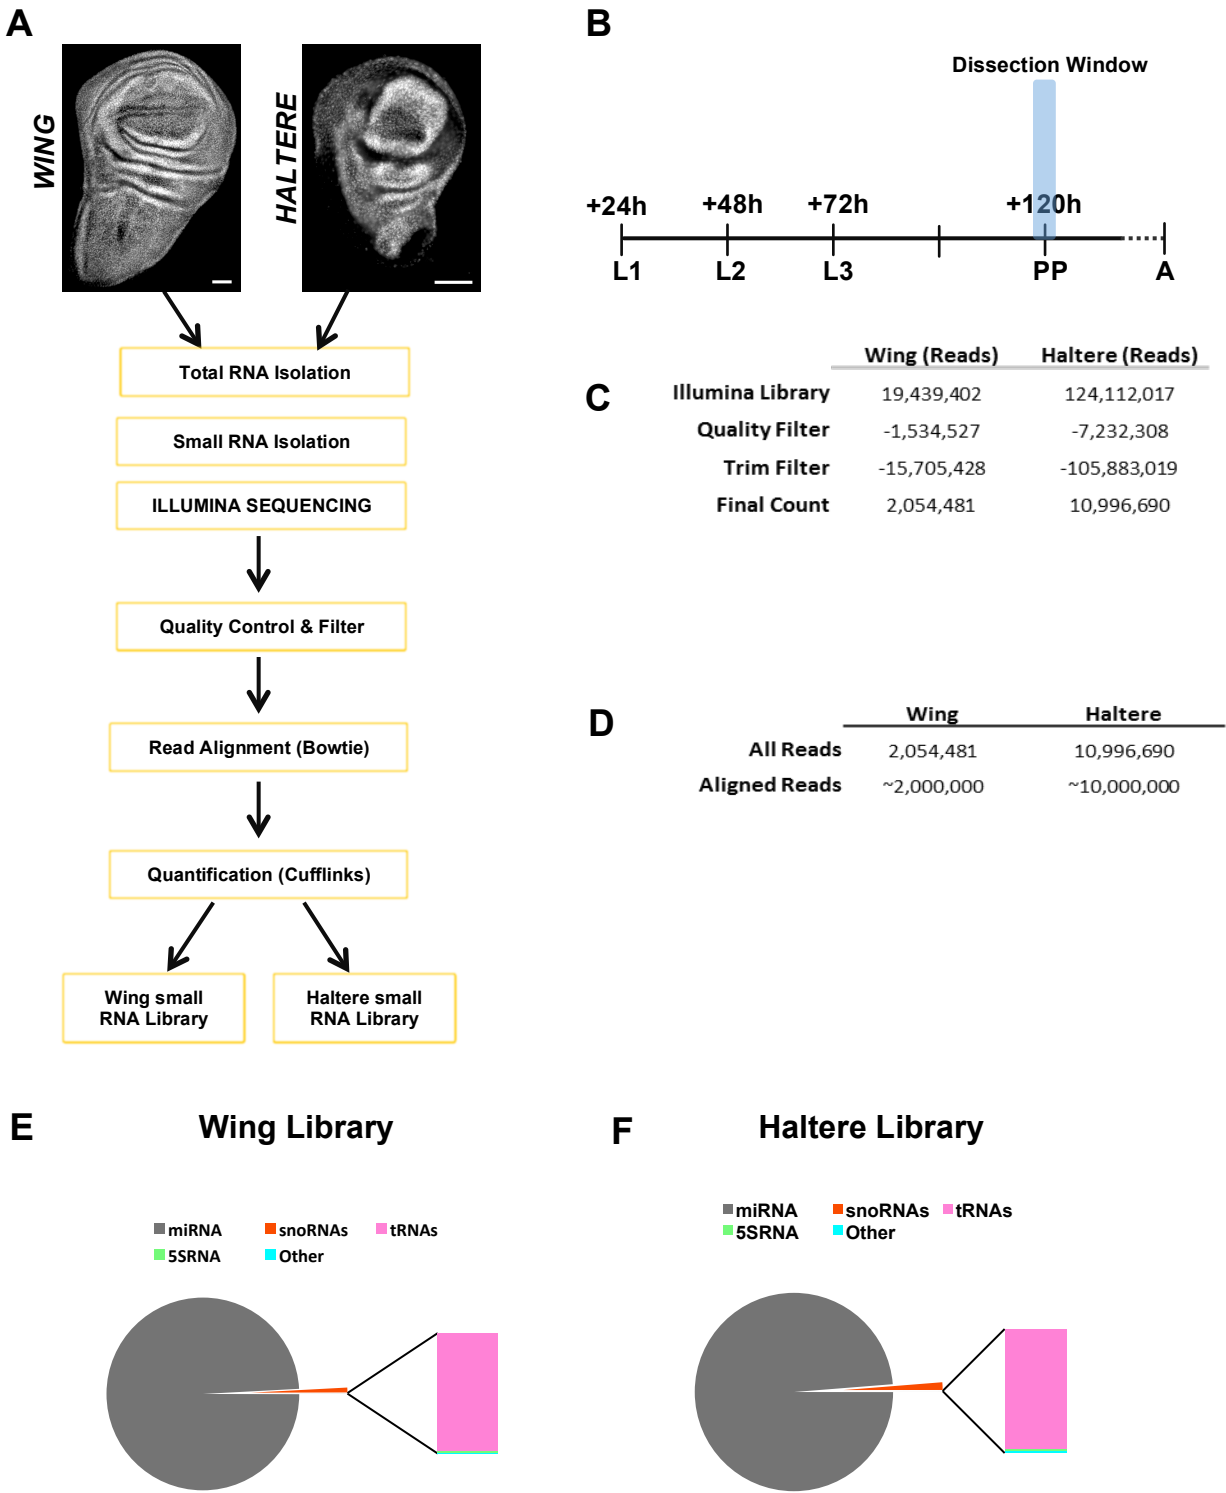 A
WING
HALTERE
Total RNA Isolation
Small RNA Isolation
ILLUMINA SEQUENCING
Quality Control & Filter
Read Alignment (Bowtie)
Quantification (Cufflinks)
Wing small
RNA Library
Haltere small
RNA Library
B
Dissection Window
+24h +48h +72h +120h
L1 L2 L3 PP A
C
Wing (Reads) Haltere (Reads)
Illumina Library 19,439,402 124,112,017
Quality Filter -1,534,527 -7,232,308
Trim Filter -15,705,428 -105,883,019
Final Count 2,054,481 10,996,690
D
Wing Haltere
All Reads 2,054,481 10,996,690
Aligned Reads ~2,000,000 ~10,000,000
E
Wing Library
miRNA snoRNAs tRNAs
5SRNA Other
F
Haltere Library
miRNA snoRNAs tRNAs
5SRNA Other